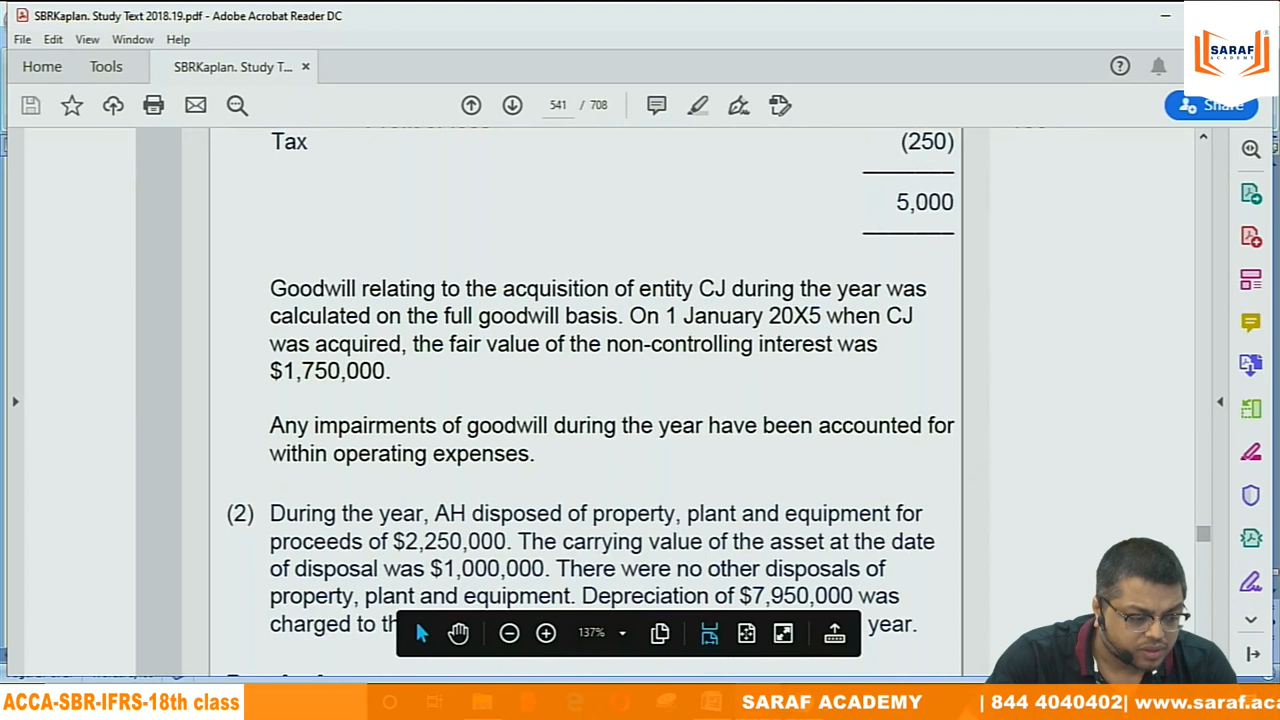 SBRKaplan. Study Text 2018.19.pdf - Adobe Acrobat Reader DC
File Edit View Window Help
Home Tools SBRKaplan. Study T... ×
541 / 708
Share
SARAF
ACADEMY
Tax (250)
5,000
Goodwill relating to the acquisition of entity CJ during the year was
calculated on the full goodwill basis. On 1 January 20X5 when CJ
was acquired, the fair value of the non-controlling interest was
$1,750,000.
Any impairments of goodwill during the year have been accounted for
within operating expenses.
(2) During the year, AH disposed of property, plant and equipment for
proceeds of $2,250,000. The carrying value of the asset at the date
of disposal was $1,000,000. There were no other disposals of
property, plant and equipment. Depreciation of $7,950,000 was
charged to year.
137%
ACCA-SBR-IFRS-18th class SARAF ACADEMY | 844 4040402| www.saraf.aca